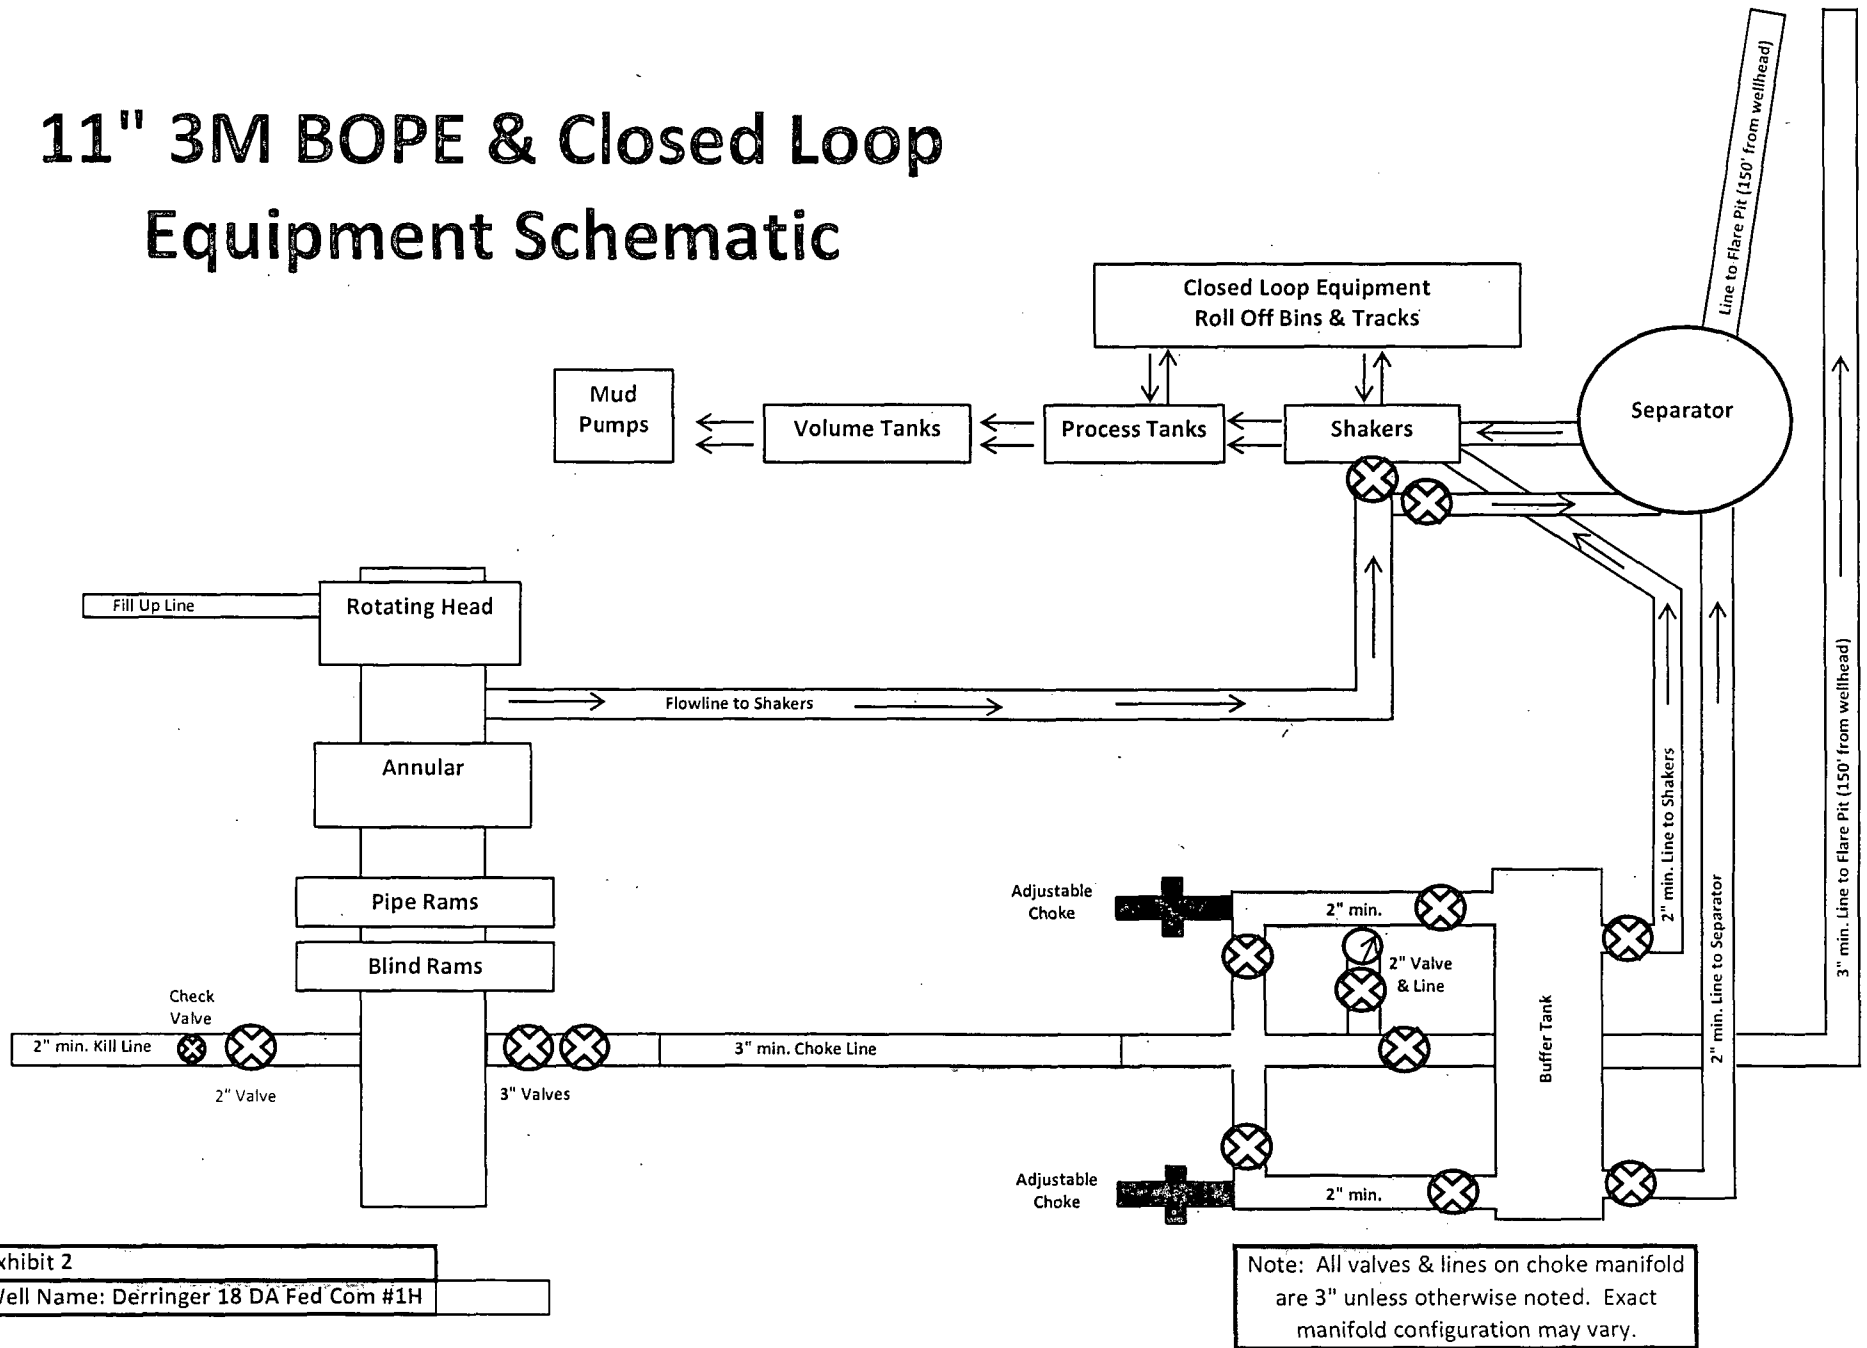 11" 3M BOPE & Closed Loop
Equipment Schematic
Closed Loop Equipment
Roll Off Bins & Tracks
Line to Flare Pit (150' from wellhead)
Mud
Pumps
Volume Tanks
Process Tanks
Shakers
Separator
Fill Up Line
Rotating Head
Flowline to Shakers
Annular
Pipe Rams
Blind Rams
Check
Valve
2" min. Kill Line
2" Valve
3" Valves
3" min. Choke Line
Adjustable
Choke
2" min.
2" Valve
& Line
Buffer Tank
2" min. Line to Shakers
2" min. Line to Separator
3" min. Line to Flare Pit (150' from wellhead)
Adjustable
Choke
2" min.
xhibit 2
Well Name: Derringer 18 DA Fed Com #1H
Note: All valves & lines on choke manifold
are 3" unless otherwise noted. Exact
manifold configuration may vary.